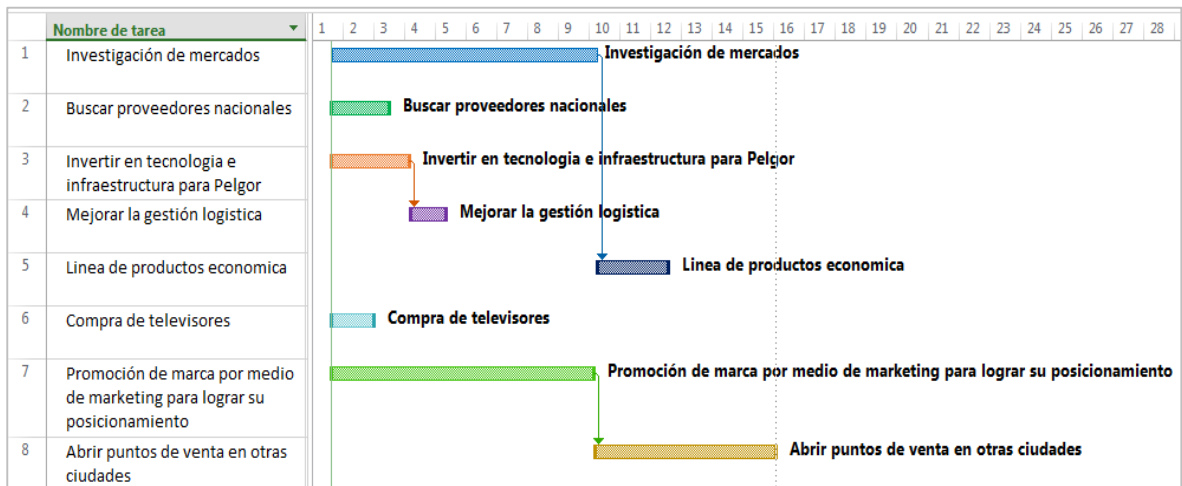 Nombre de tarea 1 2 3 4 5 6 7 8 9 10 11 12 13 14 15 16 17 18 19 20 21 22 23 24 25 26 27 28
1 Investigación de mercados Investigación de mercados
2 Buscar proveedores nacionales Buscar proveedores nacionales
3 Invertir en tecnologia e
infraestructura para Pelgor Invertir en tecnologia e infraestructura para Pelgor
4 Mejorar la gestión logistica Mejorar la gestión logistica
5 Linea de productos economica Linea de productos economica
6 Compra de televisores Compra de televisores
7 Promoción de marca por medio
de marketing para lograr su
posicionamiento Promoción de marca por medio de marketing para lograr su posicionamiento
8 Abrir puntos de venta en otras
ciudades Abrir puntos de venta en otras ciudades